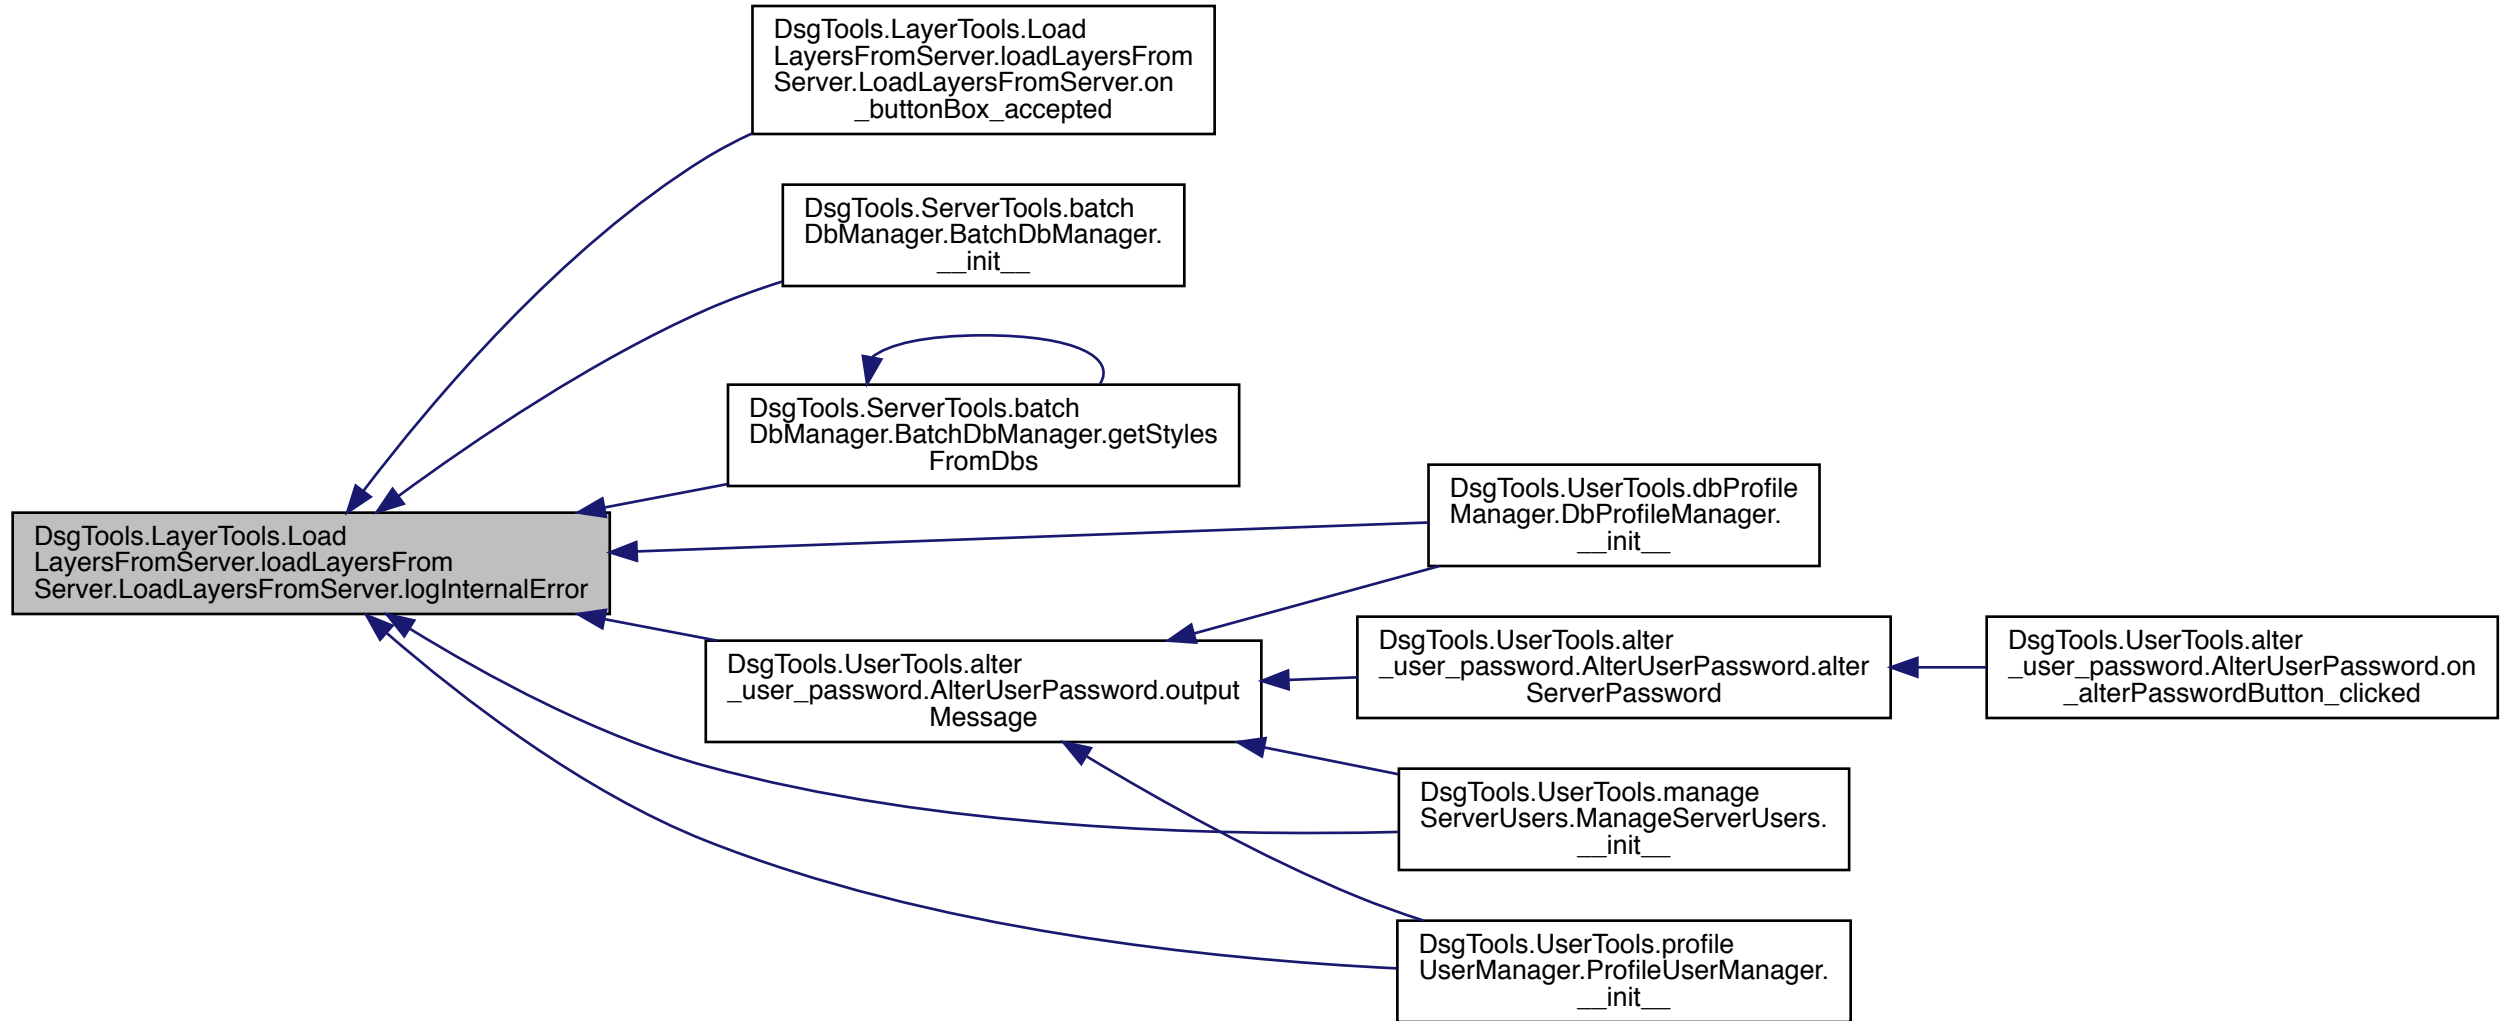 DsgTools.LayerTools.Load
LayersFromServer.loadLayersFrom
Server.LoadLayersFromServer.on
_buttonBox_accepted
DsgTools.ServerTools.batch
DbManager.BatchDbManager.
__init__
DsgTools.ServerTools.batch
DbManager.BatchDbManager.getStyles
FromDbs
DsgTools.LayerTools.Load
LayersFromServer.loadLayersFrom
Server.LoadLayersFromServer.logInternalError
DsgTools.UserTools.dbProfile
Manager.DbProfileManager.
__init__
DsgTools.UserTools.alter
_user_password.AlterUserPassword.output
Message
DsgTools.UserTools.alter
_user_password.AlterUserPassword.alter
ServerPassword
DsgTools.UserTools.alter
_user_password.AlterUserPassword.on
_alterPasswordButton_clicked
DsgTools.UserTools.manage
ServerUsers.ManageServerUsers.
__init__
DsgTools.UserTools.profile
UserManager.ProfileUserManager.
__init__